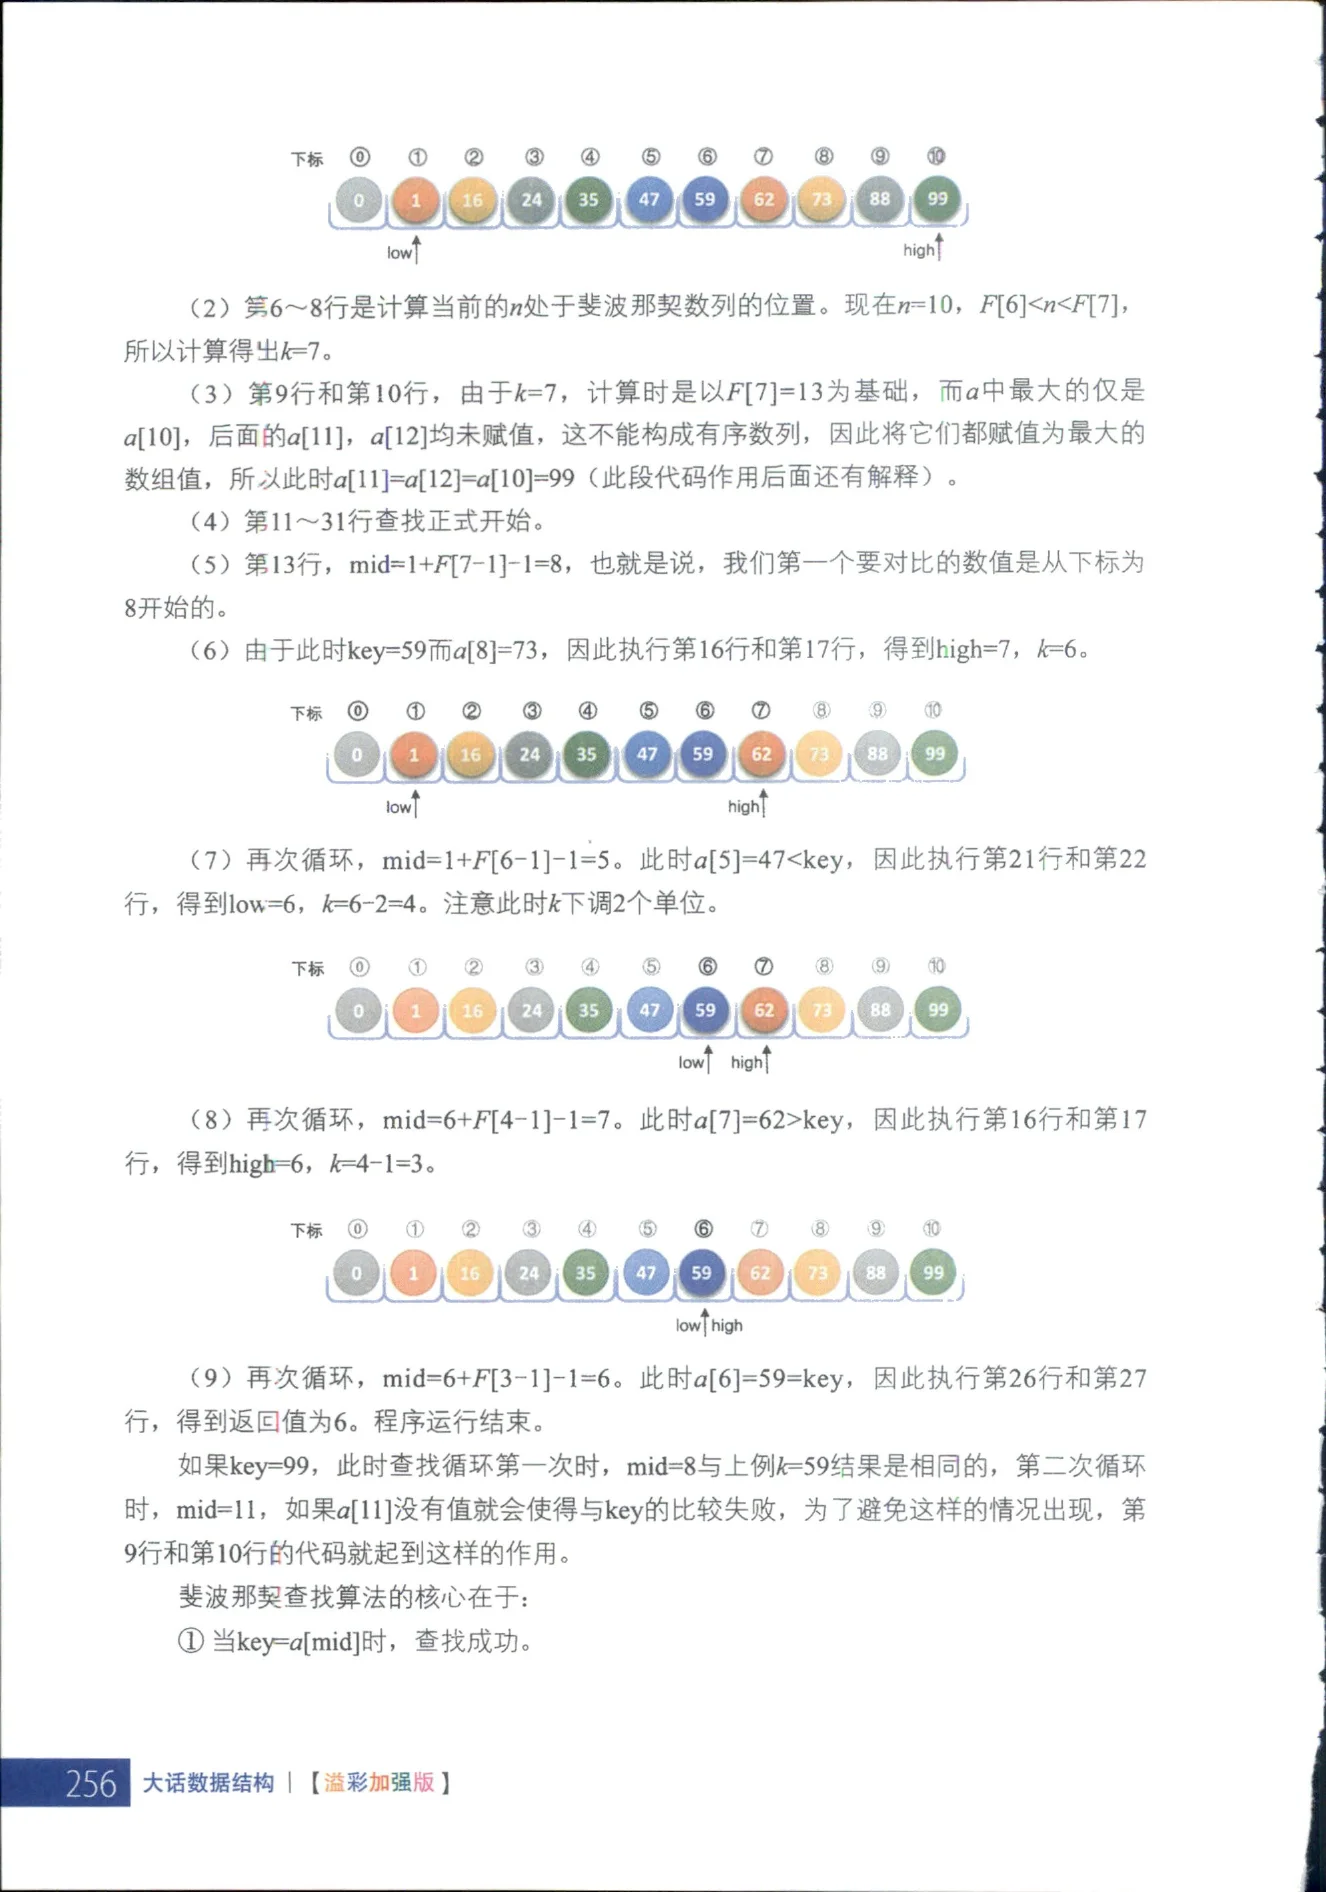 下标 ⓪ ① ② ③ ④ ⑤ ⑥ ⑦ ⑧ ⑨ ⑩
0 1 16 24 35 47 59 62 73 88 99
low high
（2）第6～8行是计算当前的n处于斐波那契数列的位置。现在n=10，F[6]<n<F[7]，
所以计算得出k=7。
（3）第9行和第10行，由于k=7，计算时是以F[7]=13为基础，而a中最大的仅是
a[10]，后面的a[11]，a[12]均未赋值，这不能构成有序数列，因此将它们都赋值为最大的
数组值，所以此时a[11]=a[12]=a[10]=99（此段代码作用后面还有解释）。
（4）第11～31行查找正式开始。
（5）第13行，mid=1+F[7-1]-1=8，也就是说，我们第一个要对比的数值是从下标为
8开始的。
（6）由于此时key=59而a[8]=73，因此执行第16行和第17行，得到high=7，k=6。
下标 ⓪ ① ② ③ ④ ⑤ ⑥ ⑦ ⑧ ⑨ ⑩
0 1 16 24 35 47 59 62 73 88 99
low high
（7）再次循环，mid=1+F[6-1]-1=5。此时a[5]=47<key，因此执行第21行和第22
行，得到low=6，k=6-2=4。注意此时k下调2个单位。
下标 ⓪ ① ② ③ ④ ⑤ ⑥ ⑦ ⑧ ⑨ ⑩
0 1 16 24 35 47 59 62 73 88 99
low high
（8）再次循环，mid=6+F[4-1]-1=7。此时a[7]=62>key，因此执行第16行和第17
行，得到high=6，k=4-1=3。
下标 ⓪ ① ② ③ ④ ⑤ ⑥ ⑦ ⑧ ⑨ ⑩
0 1 16 24 35 47 59 62 73 88 99
low high
（9）再次循环，mid=6+F[3-1]-1=6。此时a[6]=59=key，因此执行第26行和第27
行，得到返回值为6。程序运行结束。
如果key=99，此时查找循环第一次时，mid=8与上例k=59结果是相同的，第二次循环
时，mid=11，如果a[11]没有值就会使得与key的比较失败，为了避免这样的情况出现，第
9行和第10行的代码就起到这样的作用。
斐波那契查找算法的核心在于：
① 当key=a[mid]时，查找成功。
256 大话数据结构 | 【溢彩加强版】